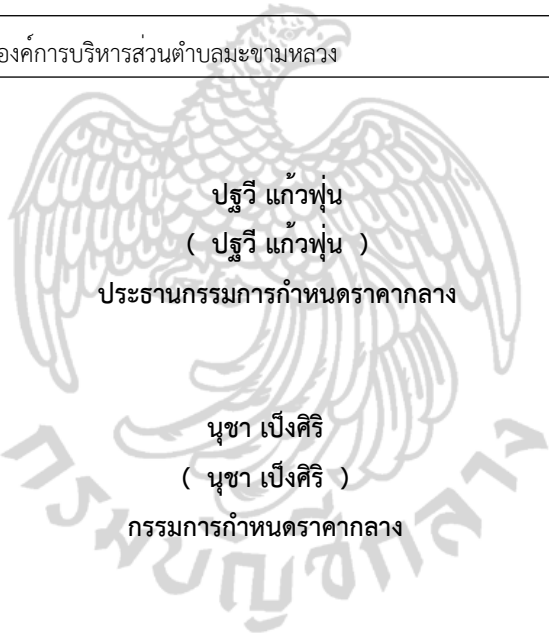 องค์การบริหารส่วนตำบลมะขามหลวง
ปฐวี แก้วฟุ่น
( ปฐวี แก้วฟุ่น )
ประธานกรรมการกำหนดราคากลาง
นุชา เป็งศิริ
( นุชา เป็งศิริ )
กรรมการกำหนดราคากลาง
กรมบัญชีกลาง